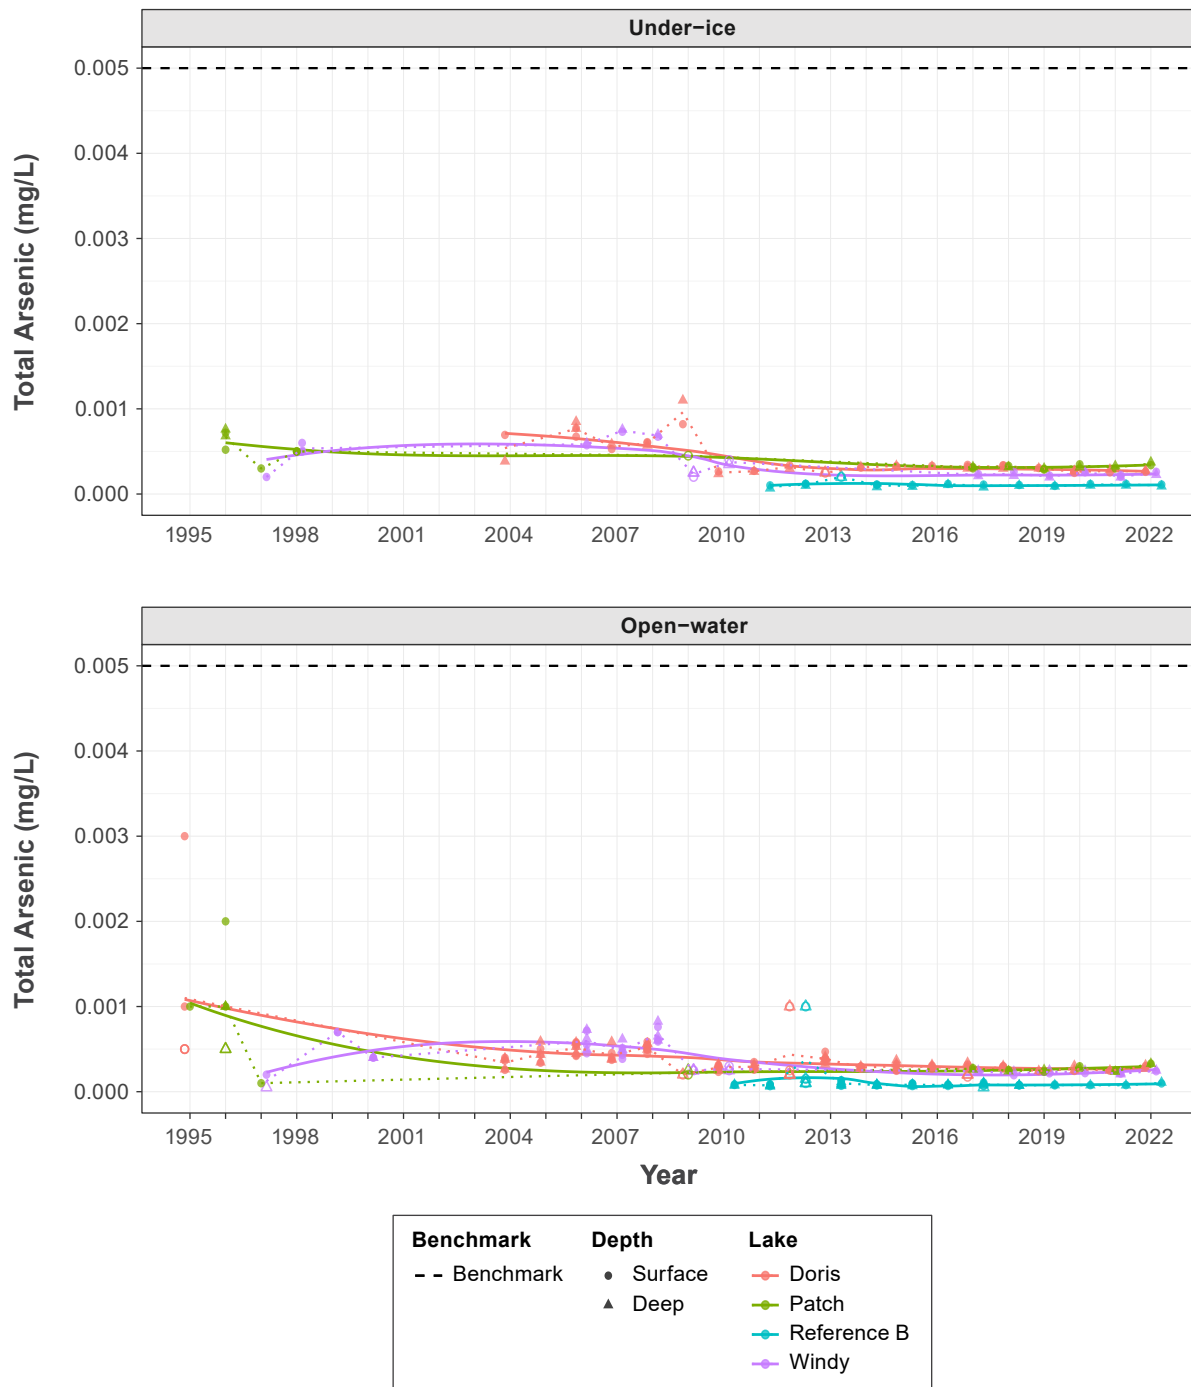 Under−ice
Total Arsenic (mg/L)
0.005
0.004
0.003
0.002
0.001
0.000
1995 1998 2001 2004 2007 2010 2013 2016 2019 2022
Open−water
Total Arsenic (mg/L)
0.005
0.004
0.003
0.002
0.001
0.000
1995 1998 2001 2004 2007 2010 2013 2016 2019 2022
Year
Benchmark Depth Lake
Benchmark Surface Doris
Deep Patch
Reference B
Windy